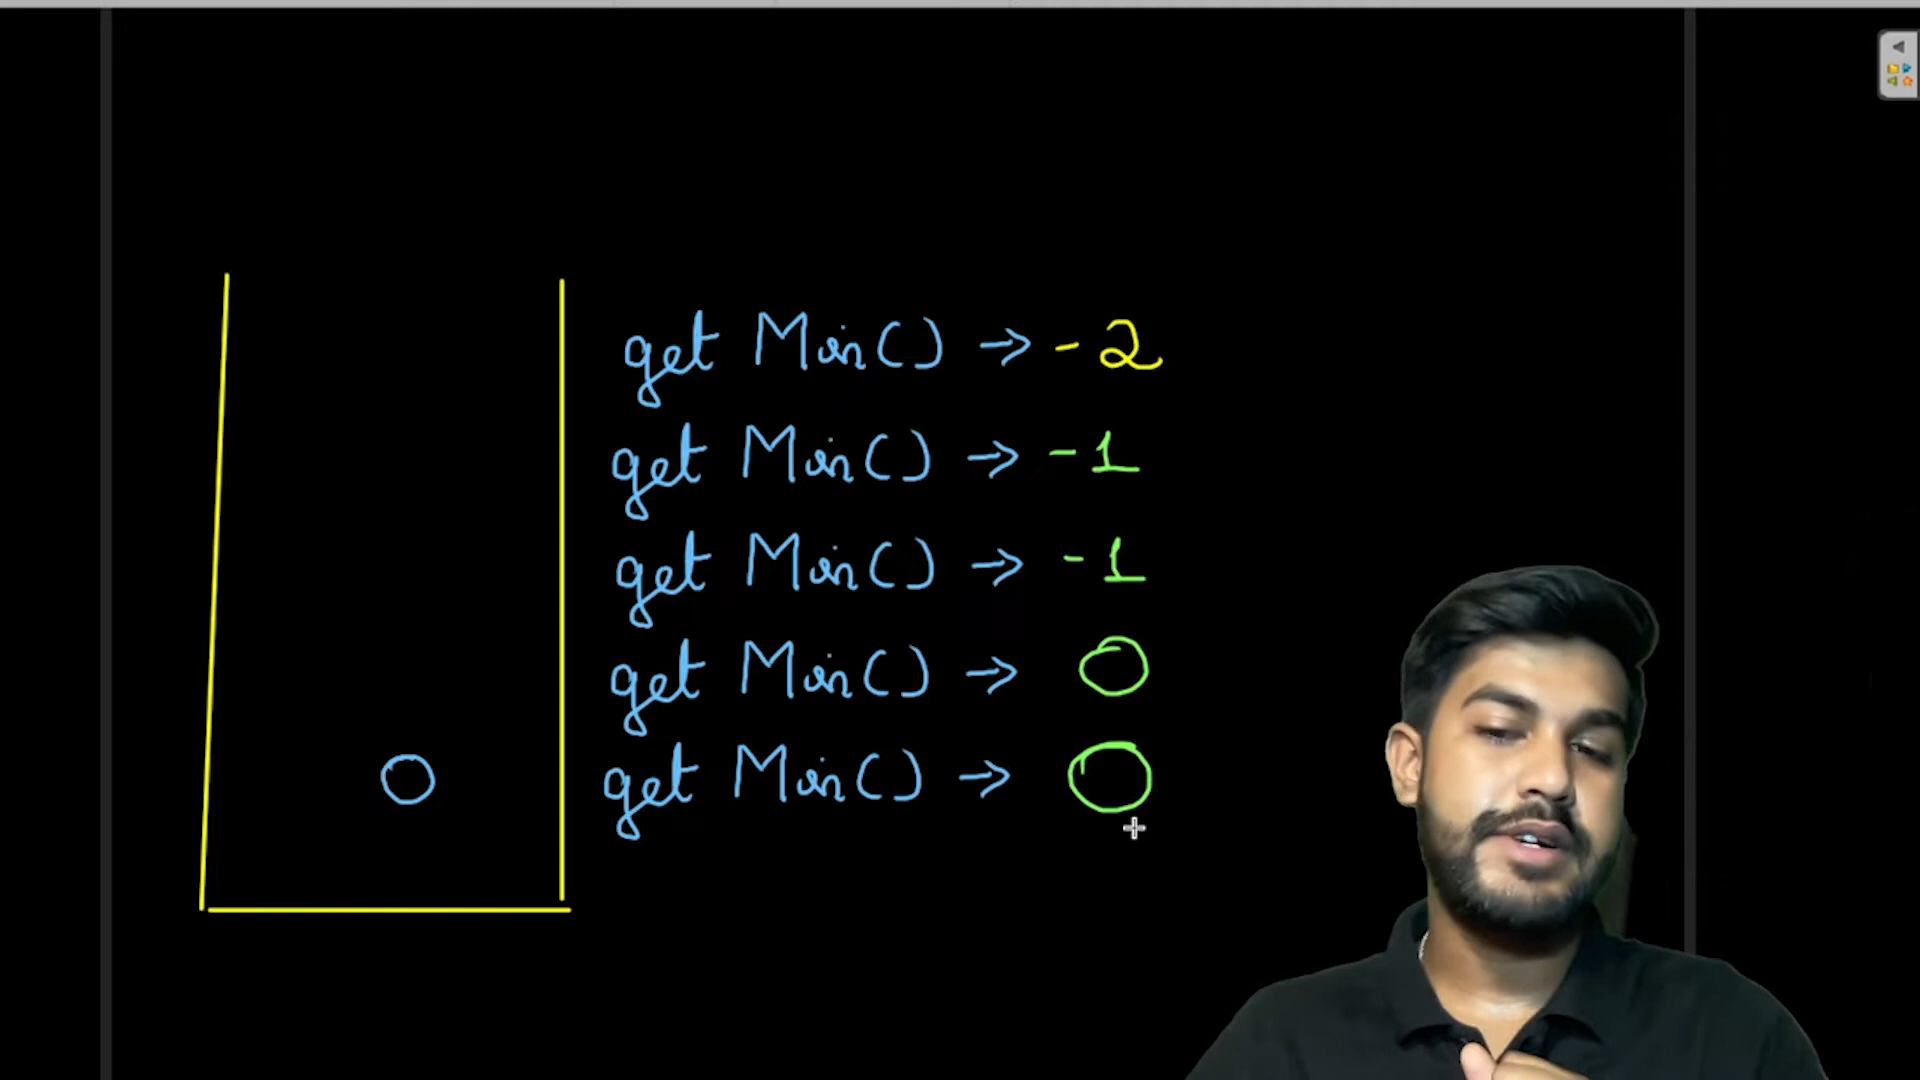 get Min() → -2
get Min() → -1
get Min() → -1
get Min() → 0
0 get Min() → 0